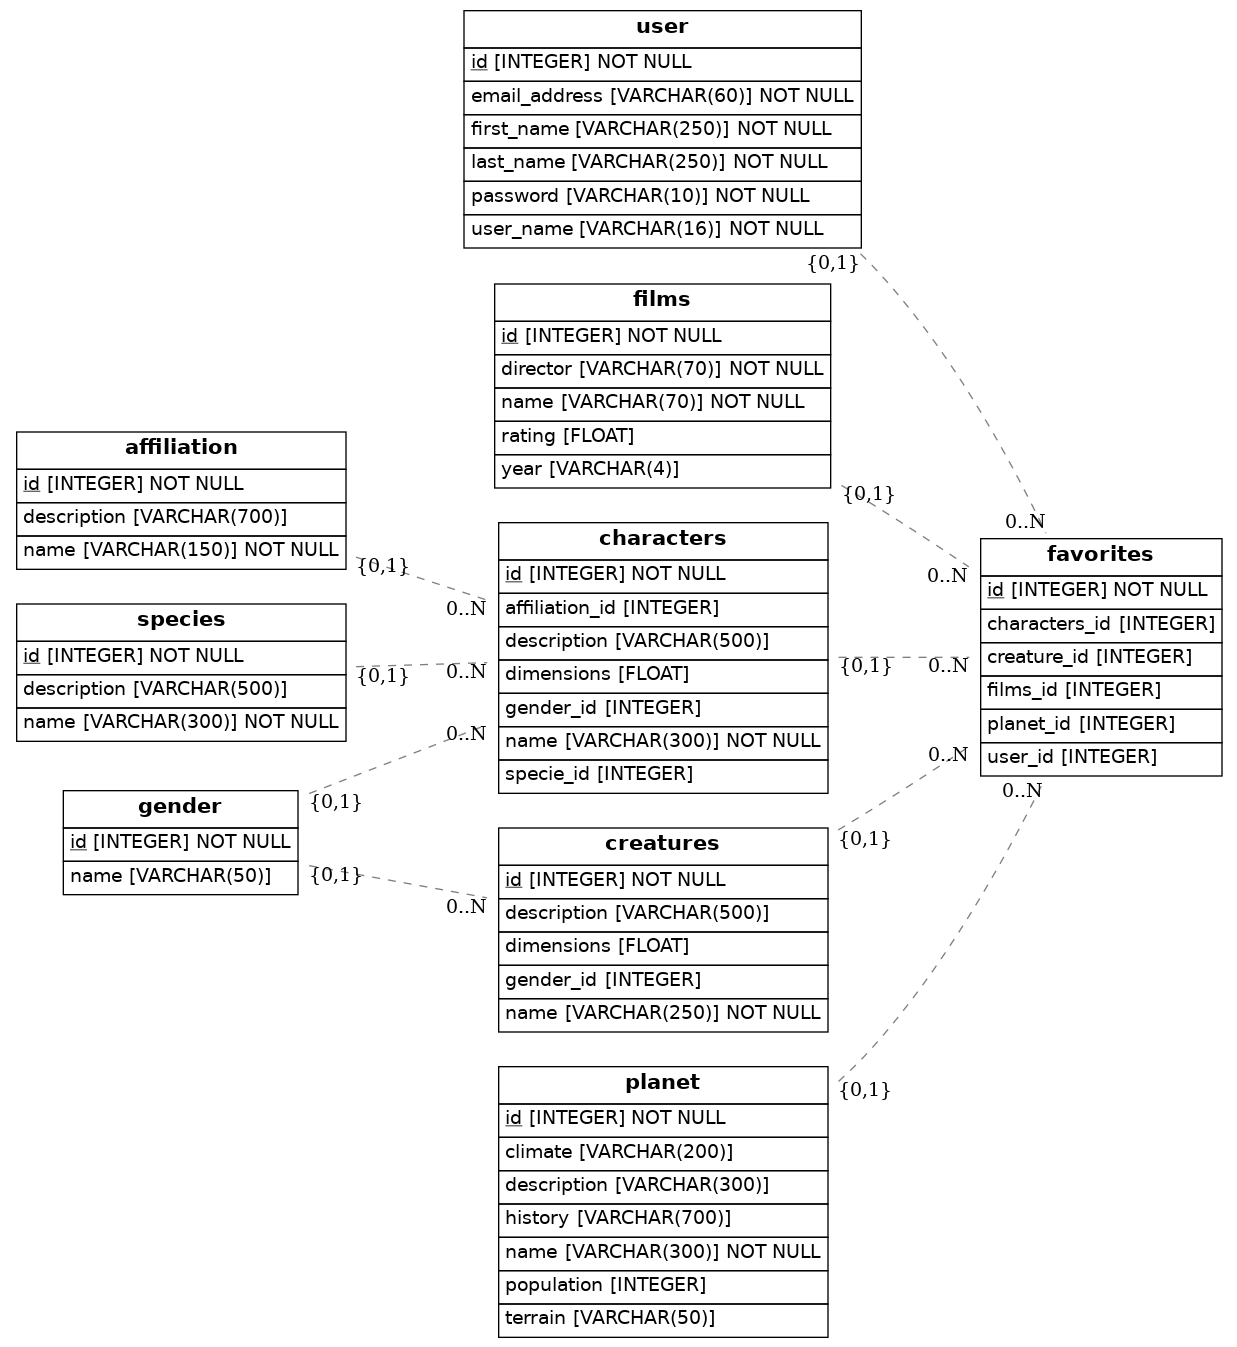 user
id [INTEGER] NOT NULL
email_address [VARCHAR(60)] NOT NULL
first_name [VARCHAR(250)] NOT NULL
last_name [VARCHAR(250)] NOT NULL
password [VARCHAR(10)] NOT NULL
user_name [VARCHAR(16)] NOT NULL
{0,1}
films
id [INTEGER] NOT NULL
director [VARCHAR(70)] NOT NULL
name [VARCHAR(70)] NOT NULL
rating [FLOAT]
year [VARCHAR(4)]
{0,1}
affiliation
id [INTEGER] NOT NULL
description [VARCHAR(700)]
name [VARCHAR(150)] NOT NULL
{0,1}
0..N
species
id [INTEGER] NOT NULL
description [VARCHAR(500)]
name [VARCHAR(300)] NOT NULL
{0,1}
0..N
gender
id [INTEGER] NOT NULL
name [VARCHAR(50)]
{0,1}
0..N
{0,1}
0..N
characters
id [INTEGER] NOT NULL
affiliation_id [INTEGER]
description [VARCHAR(500)]
dimensions [FLOAT]
gender_id [INTEGER]
name [VARCHAR(300)] NOT NULL
specie_id [INTEGER]
{0,1}
creatures
id [INTEGER] NOT NULL
description [VARCHAR(500)]
dimensions [FLOAT]
gender_id [INTEGER]
name [VARCHAR(250)] NOT NULL
{0,1}
planet
id [INTEGER] NOT NULL
climate [VARCHAR(200)]
description [VARCHAR(300)]
history [VARCHAR(700)]
name [VARCHAR(300)] NOT NULL
population [INTEGER]
terrain [VARCHAR(50)]
{0,1}
0..N
0..N
0..N
0..N
0..N
favorites
id [INTEGER] NOT NULL
characters_id [INTEGER]
creature_id [INTEGER]
films_id [INTEGER]
planet_id [INTEGER]
user_id [INTEGER]